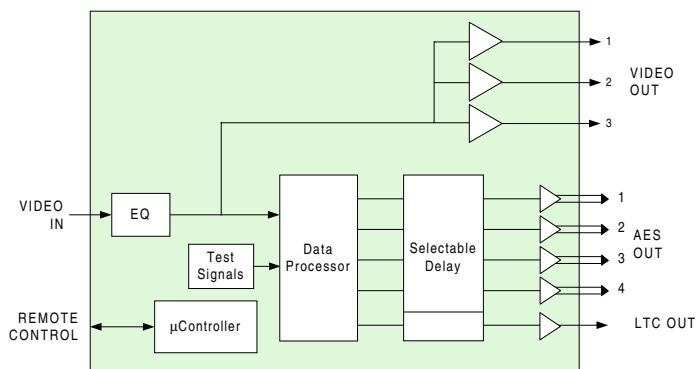 1
2
3
VIDEO
OUT
VIDEO
IN
EQ
Test
Signals
Data
Processor
Selectable
Delay
1
2
3
4
AES
OUT
REMOTE
CONTROL
µController
LTC OUT